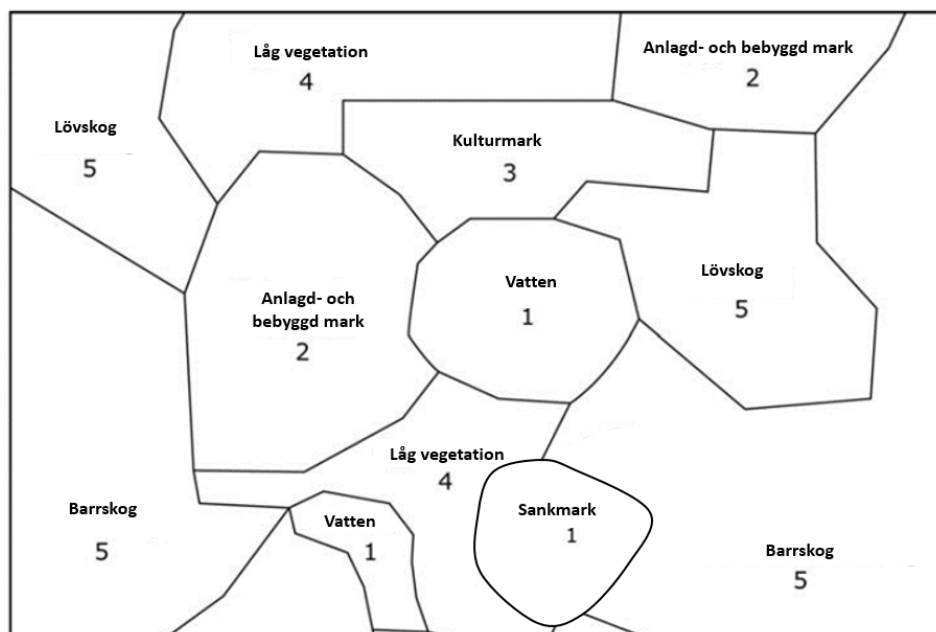 Låg vegetation
4
Anlagd- och bebyggd mark
2
Lövskog
5
Kulturmark
3
Lövskog
5
Vatten
1
Anlagd- och
bebyggd mark
2
Låg vegetation
4
Barrskog
5
Vatten
1
Sankmark
1
Barrskog
5